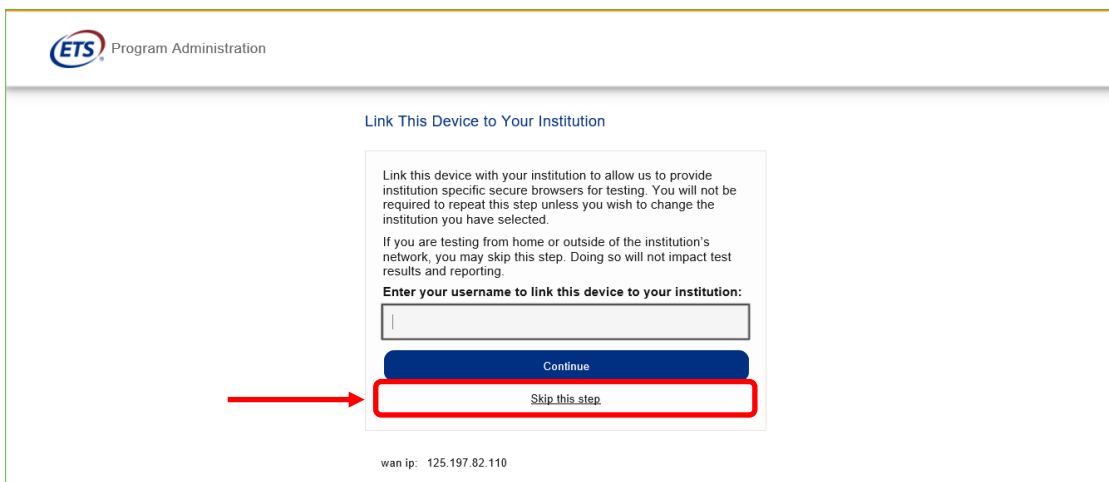 ETS® Program Administration
Link This Device to Your Institution
Link this device with your institution to allow us to provide
institution specific secure browsers for testing. You will not be
required to repeat this step unless you wish to change the
institution you have selected.
If you are testing from home or outside of the institution's
network, you may skip this step. Doing so will not impact test
results and reporting.
Enter your username to link this device to your institution:
Continue
Skip this step
wan ip: 125.197.82.110